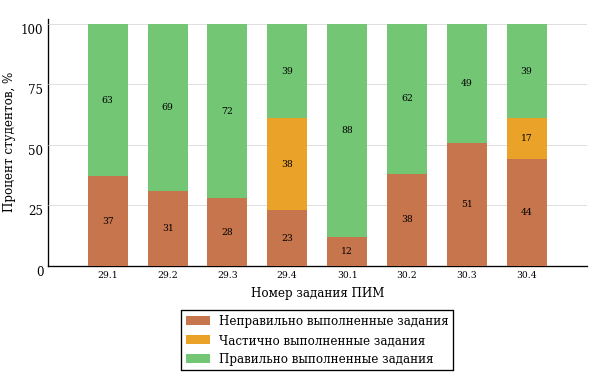 Процент студентов, %
100
75
50
25
0
63 69 72 39 88 62 49 39
38 17
37 31 28 23 12 38 51 44
29.1 29.2 29.3 29.4 30.1 30.2 30.3 30.4
Номер задания ПИМ
Неправильно выполненные задания
Частично выполненные задания
Правильно выполненные задания